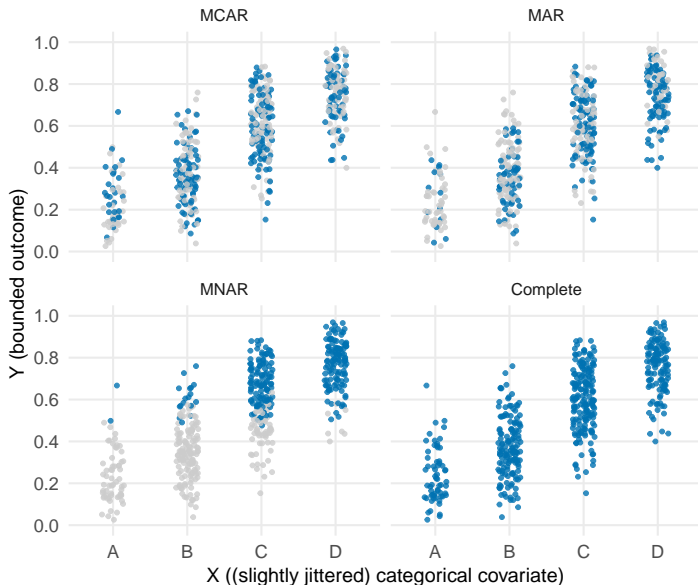 MCAR MAR
1.0
0.8
0.6
0.4
0.2
0.0
MNAR Complete
1.0
0.8
0.6
0.4
0.2
0.0
A B C D A B C D
X ((slightly jittered) categorical covariate)
Y (bounded outcome)